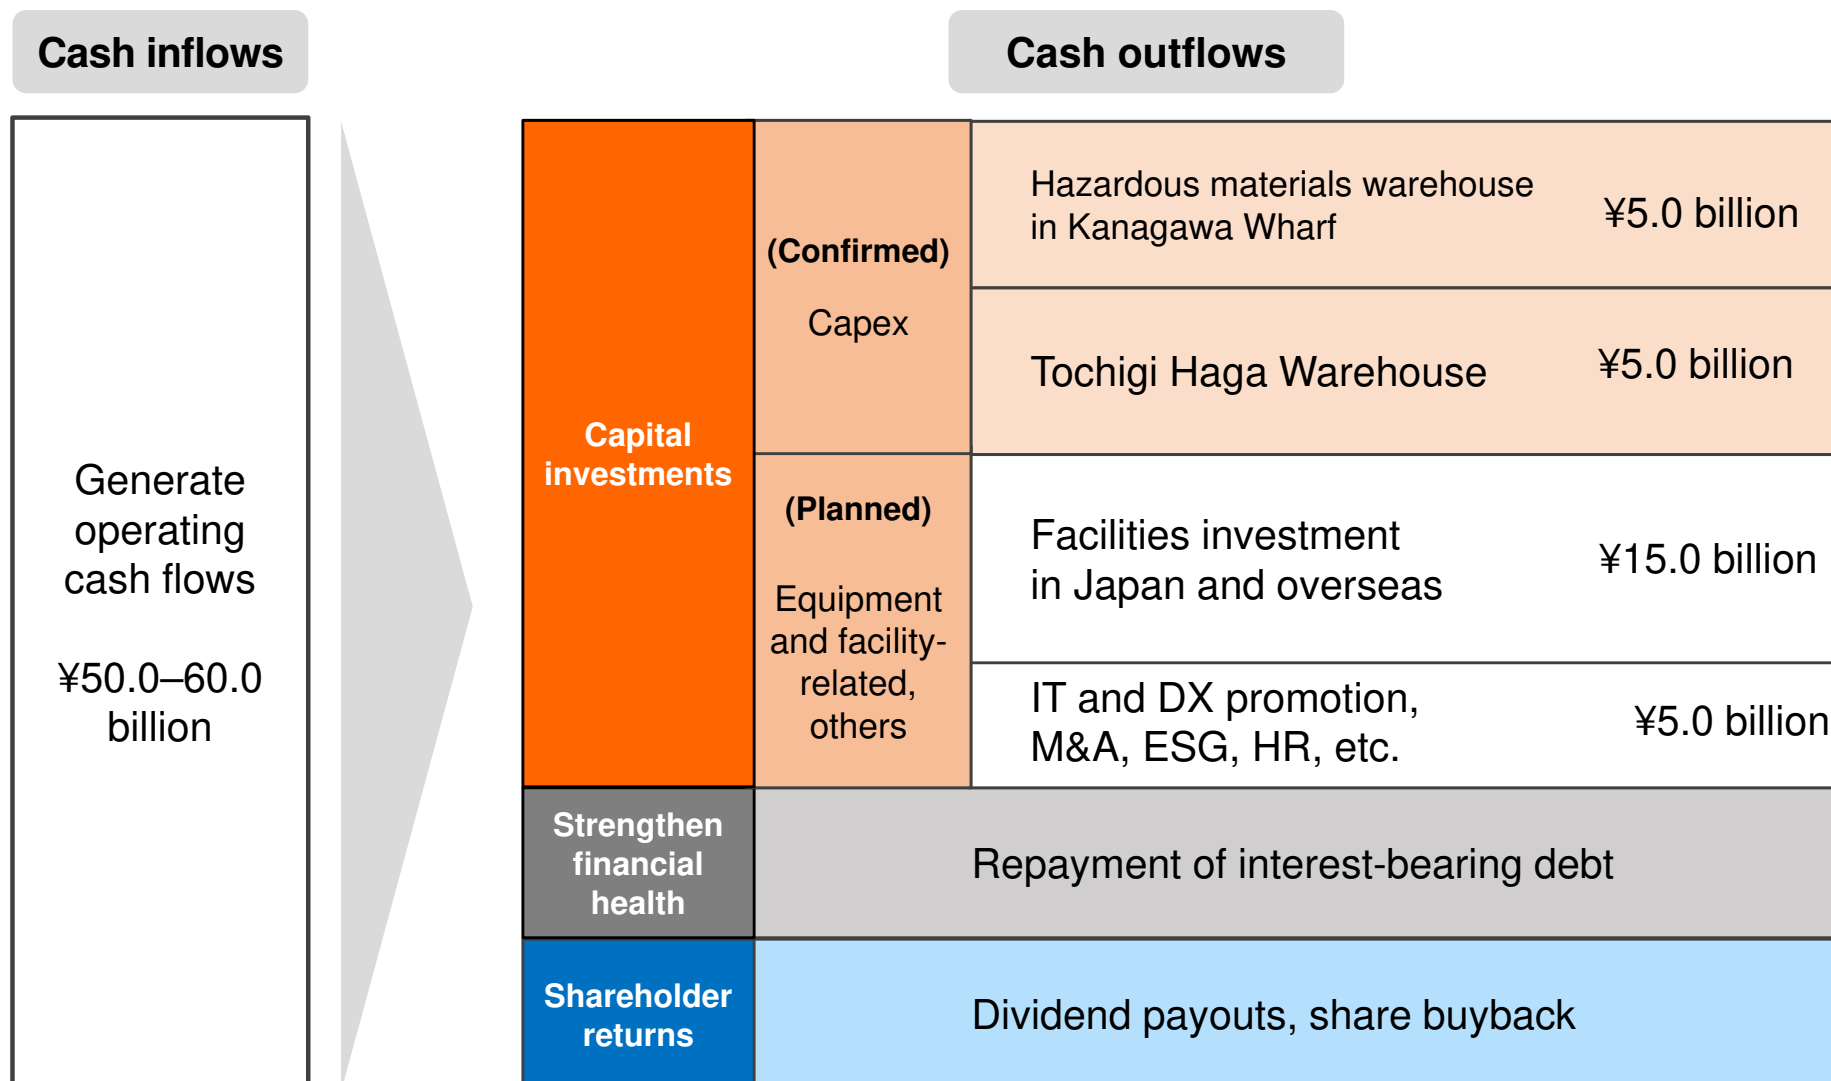 Cash inflows
Cash outflows
Generate
operating
cash flows
¥50.0–60.0
billion
Capital
investments
(Confirmed)
Capex
Hazardous materials warehouse
in Kanagawa Wharf
¥5.0 billion
Tochigi Haga Warehouse
¥5.0 billion
(Planned)
Equipment
and facility-
related,
others
Facilities investment
in Japan and overseas
¥15.0 billion
IT and DX promotion,
M&A, ESG, HR, etc.
¥5.0 billion
Strengthen
financial
health
Repayment of interest-bearing debt
Shareholder
returns
Dividend payouts, share buyback